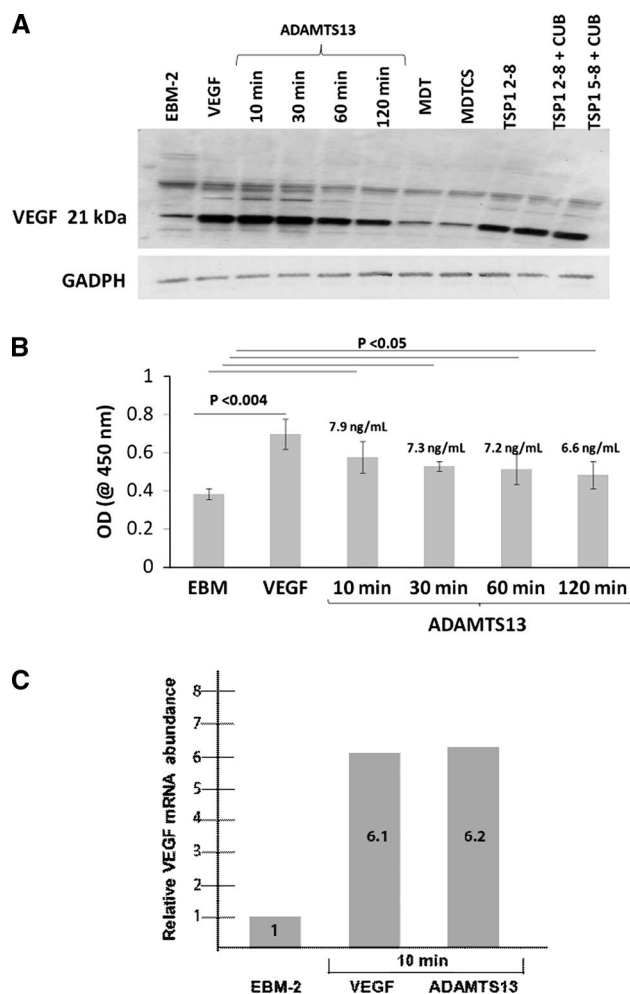 A
ADAMTS13
EBM-2 VEGF 10 min 30 min 60 min 120 min MDT MDTCS TSP1 2-8 TSP1 2-8 + CUB TSP1 5-8 + CUB
VEGF 21 kDa
GADPH
B
P <0.05
P <0.004
7.9 ng/mL 7.3 ng/mL 7.2 ng/mL 6.6 ng/mL
OD (@ 450 nm)
1
0.8
0.6
0.4
0.2
0
EBM VEGF 10 min 30 min 60 min 120 min
ADAMTS13
C
Relative VEGF mRNA abundance
8
7
6
5
4
3
2
1
1 6.1 6.2
10 min
EBM-2 VEGF ADAMTS13